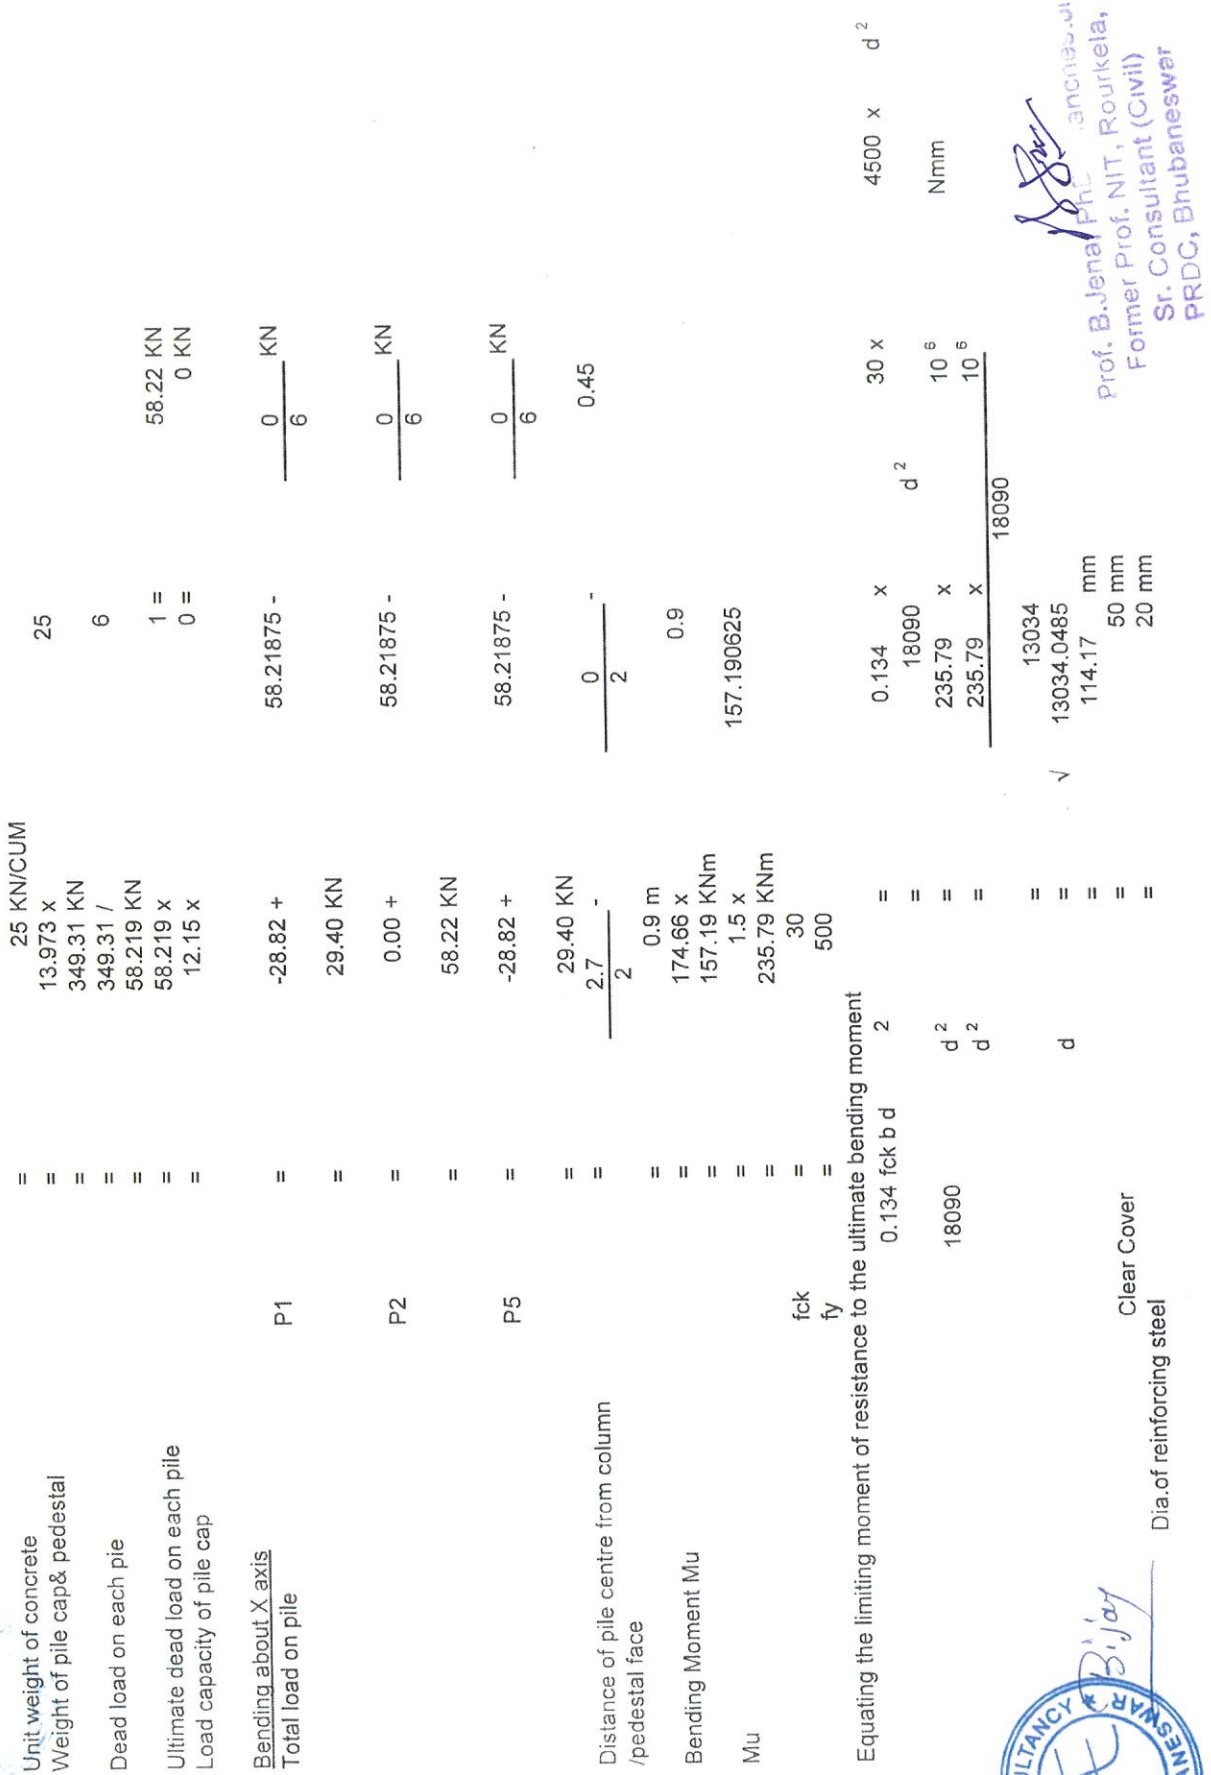 Unit weight of concrete = 25 KN/CUM
Weight of pile cap& pedestal = 13.973 x 25
= 349.31 KN
Dead load on each pie = 349.31 / 6
= 58.219 KN
Ultimate dead load on each pile = 58.219 x 1 = 58.22 KN
Load capacity of pile cap = 12.15 x 0 = 0 KN
Bending about X axis
Total load on pile P1 = -28.82 + 58.21875 - 0 KN
6
= 29.40 KN
P2 = 0.00 + 58.21875 - 0 KN
6
= 58.22 KN
P5 = -28.82 + 58.21875 - 0 KN
6
= 29.40 KN
Distance of pile centre from column = 2.7 - 0 - 0.45
/pedestal face 2 2
= 0.9 m
Bending Moment Mu = 174.66 x 0.9
= 157.19 KNm
Mu = 1.5 x 157.190625
= 235.79 KNm
fck = 30
fy = 500
Equating the limiting moment of resistance to the ultimate bending moment
0.134 fck b d 2 = 0.134 x 30 x 4500 x d 2
= 18090 d 2
18090 d 2 = 235.79 x 10 6 Nmm
d 2 = 235.79 x 10 6
18090
= 13034
d = √ 13034.0485
= 114.17 mm
Clear Cover = 50 mm
Dia.of reinforcing steel = 20 mm
Bijay
Prof. B.Jena
Former Prof. NIT, Rourkela,
Sr. Consultant (Civil)
PRDC, Bhubaneswar